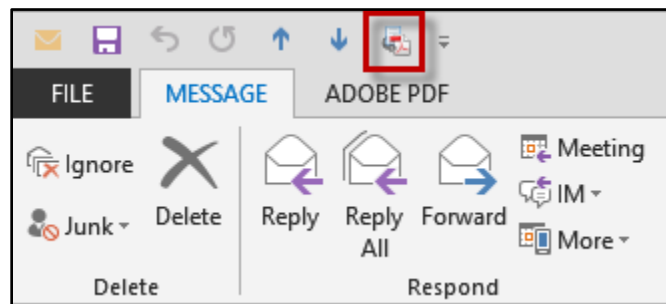 FILE MESSAGE ADOBE PDF
Ignore
Junk
Delete
Reply
Reply
All
Forward
Meeting
IM
More
Delete Respond